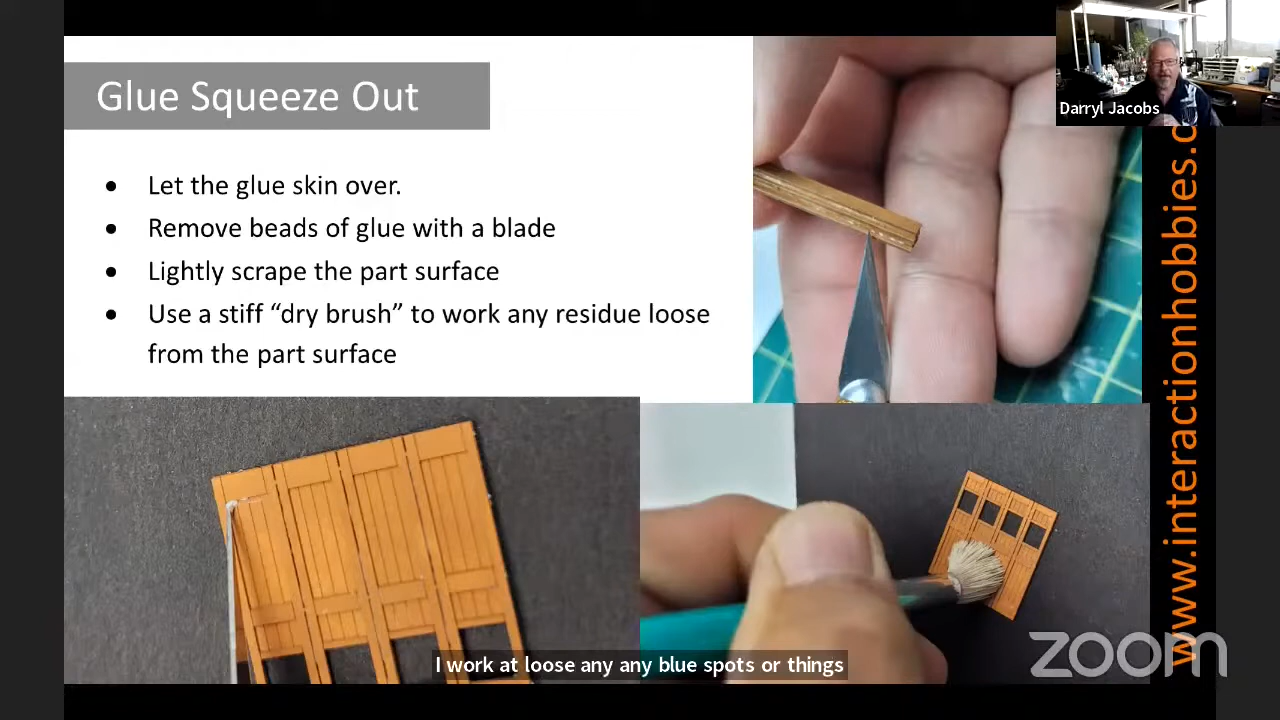 Glue Squeeze Out
Darryl Jacobs
• Let the glue skin over.
• Remove beads of glue with a blade
• Lightly scrape the part surface
• Use a stiff “dry brush” to work any residue loose
from the part surface
www.interactionhobbies.c
I work at loose any any blue spots or things
zoom